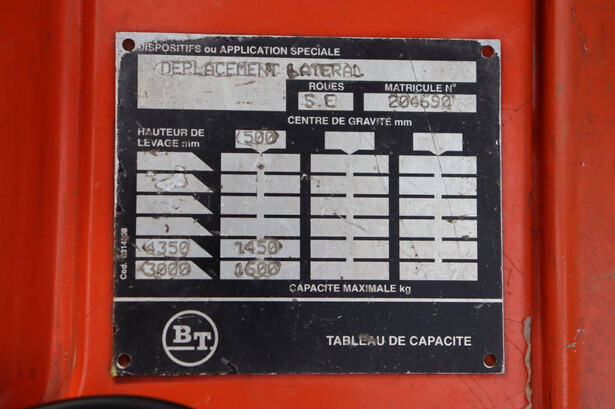 DISPOSITIFS ou APPLICATION SPECIALE
DEPLACEMENT LATERAL
ROUES MATRICULE N°
S.E 204690
CENTRE DE GRAVITE mm
HAUTEUR DE
LEVAGE mm
500
4350 1450
3000 1600
CAPACITE MAXIMALE kg
BT
TABLEAU DE CAPACITE